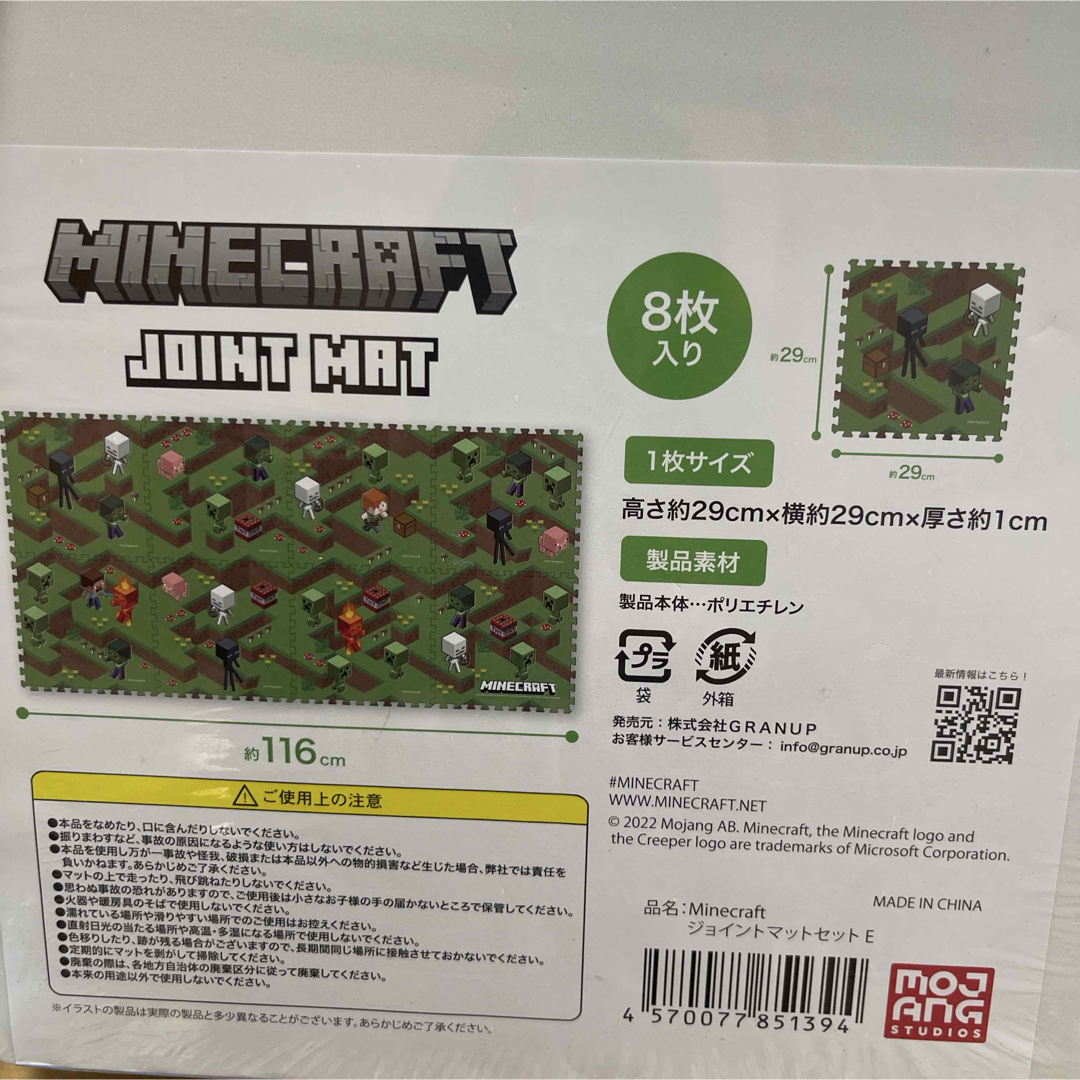 MINECRAFT
JOINT MAT
8枚
入り
約29cm
約29cm
1枚サイズ
高さ約29cm×横約29cm×厚さ約1cm
製品素材
製品本体…ポリエチレン
プラ
紙
袋
外箱
発売元：株式会社GRANUP
お客様サービスセンター：info@granup.co.jp
最新情報はこちら！
MINECRAFT
約116cm
#MINECRAFT
WWW.MINECRAFT.NET
© 2022 Mojang AB. Minecraft, the Minecraft logo and
the Creeper logo are trademarks of Microsoft Corporation.
ご使用上の注意
●本品をなめたり、口に含んだりしないでください。
●振りまわすなど、事故の原因になるような使い方はしないでください。
●本品を使用し万が一事故や怪我、破損または本品以外への物的損害など生じた場合、弊社では責任を
負いかねます。あらかじめご了承ください。
●マットの上で走ったり、飛び跳ねたりしないでください。
●思わぬ事故の恐れがありますので、ご使用後は小さなお子様の手の届かないところで保管してください。
●火器や暖房具のそばで使用しないでください。
●濡れている場所や滑りやすい場所でのご使用はお控えください。
●直射日光の当たる場所や高温・多湿になる場所で使用しないでください。
●色移りしたり、跡が残る場合がございますので、長期間同じ場所に接触させておかないでください。
●定期的にマットを剥がして掃除してください。
●廃棄の際は、各地方自治体の廃棄区分に従って廃棄してください。
●本来の用途以外で使用しないでください。
※イラストの製品は実際の製品と多少異なることがございます。あらかじめご了承ください。
品名：Minecraft
ジョイントマットセット E
MADE IN CHINA
4 570077 851394
MOJ
ANG
STUDIOS